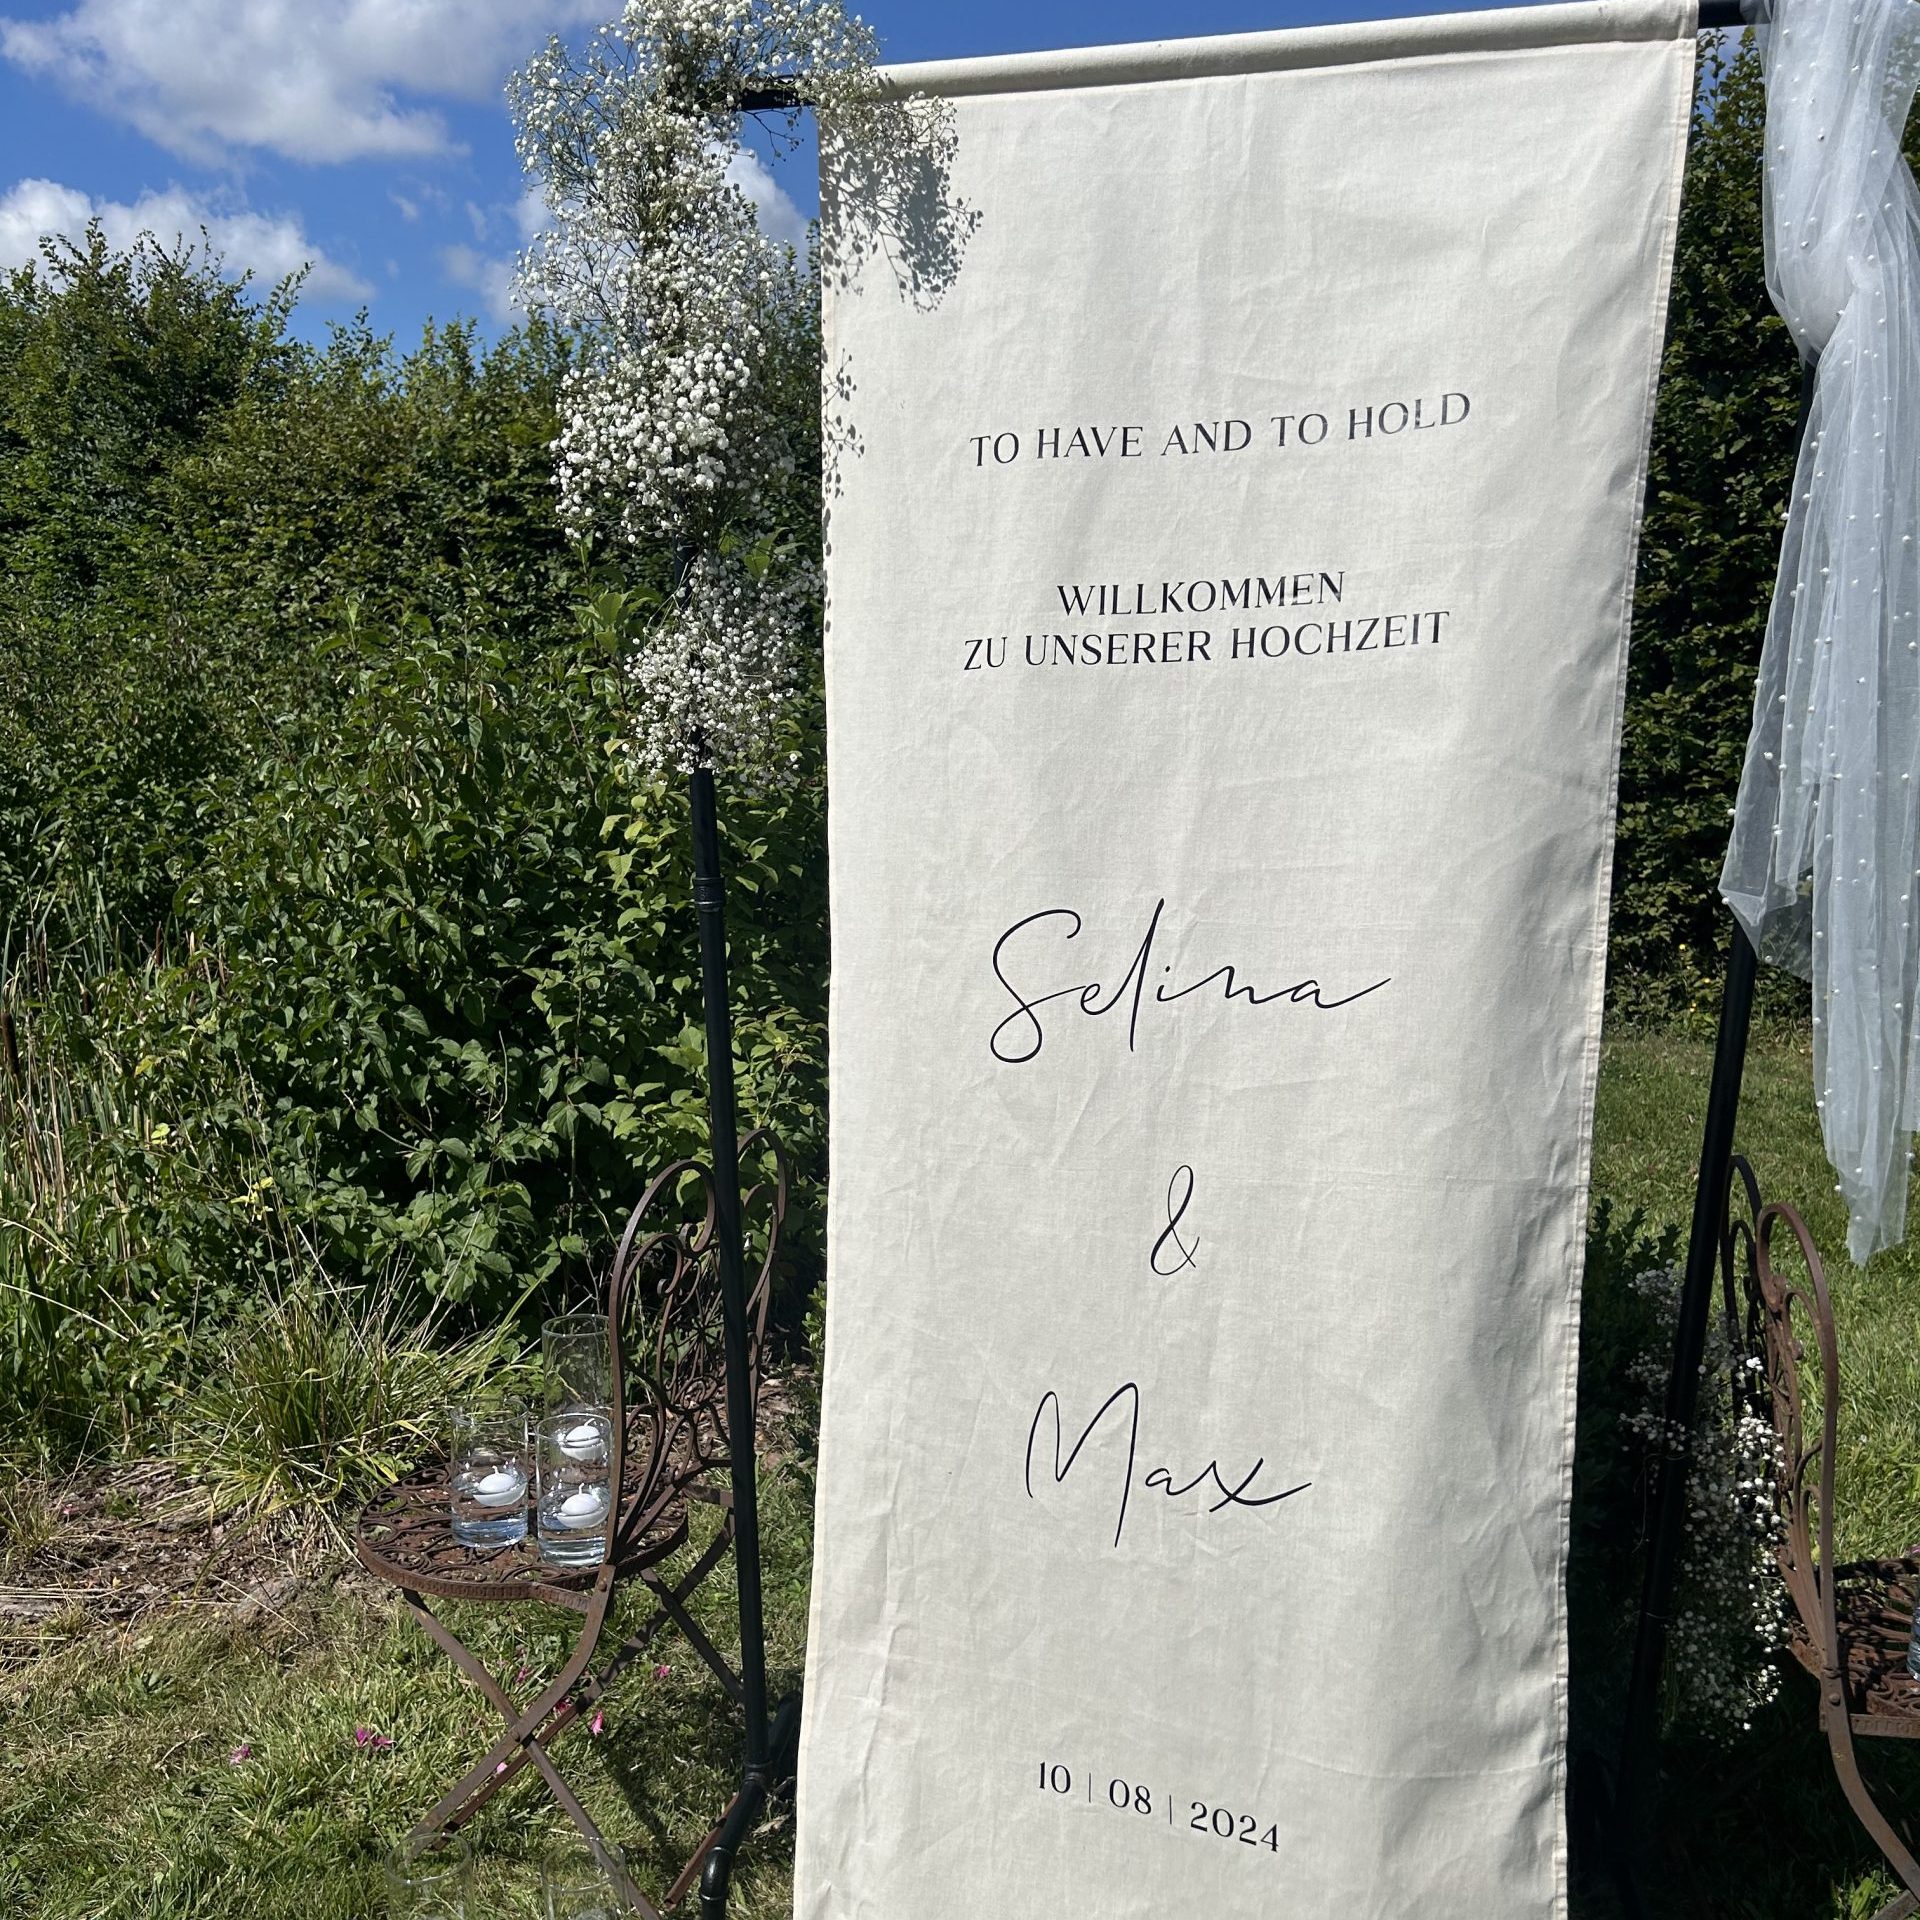 TO HAVE AND TO HOLD
WILLKOMMEN
ZU UNSERER HOCHZEIT
Selina
&
Max
10 | 08 | 2024